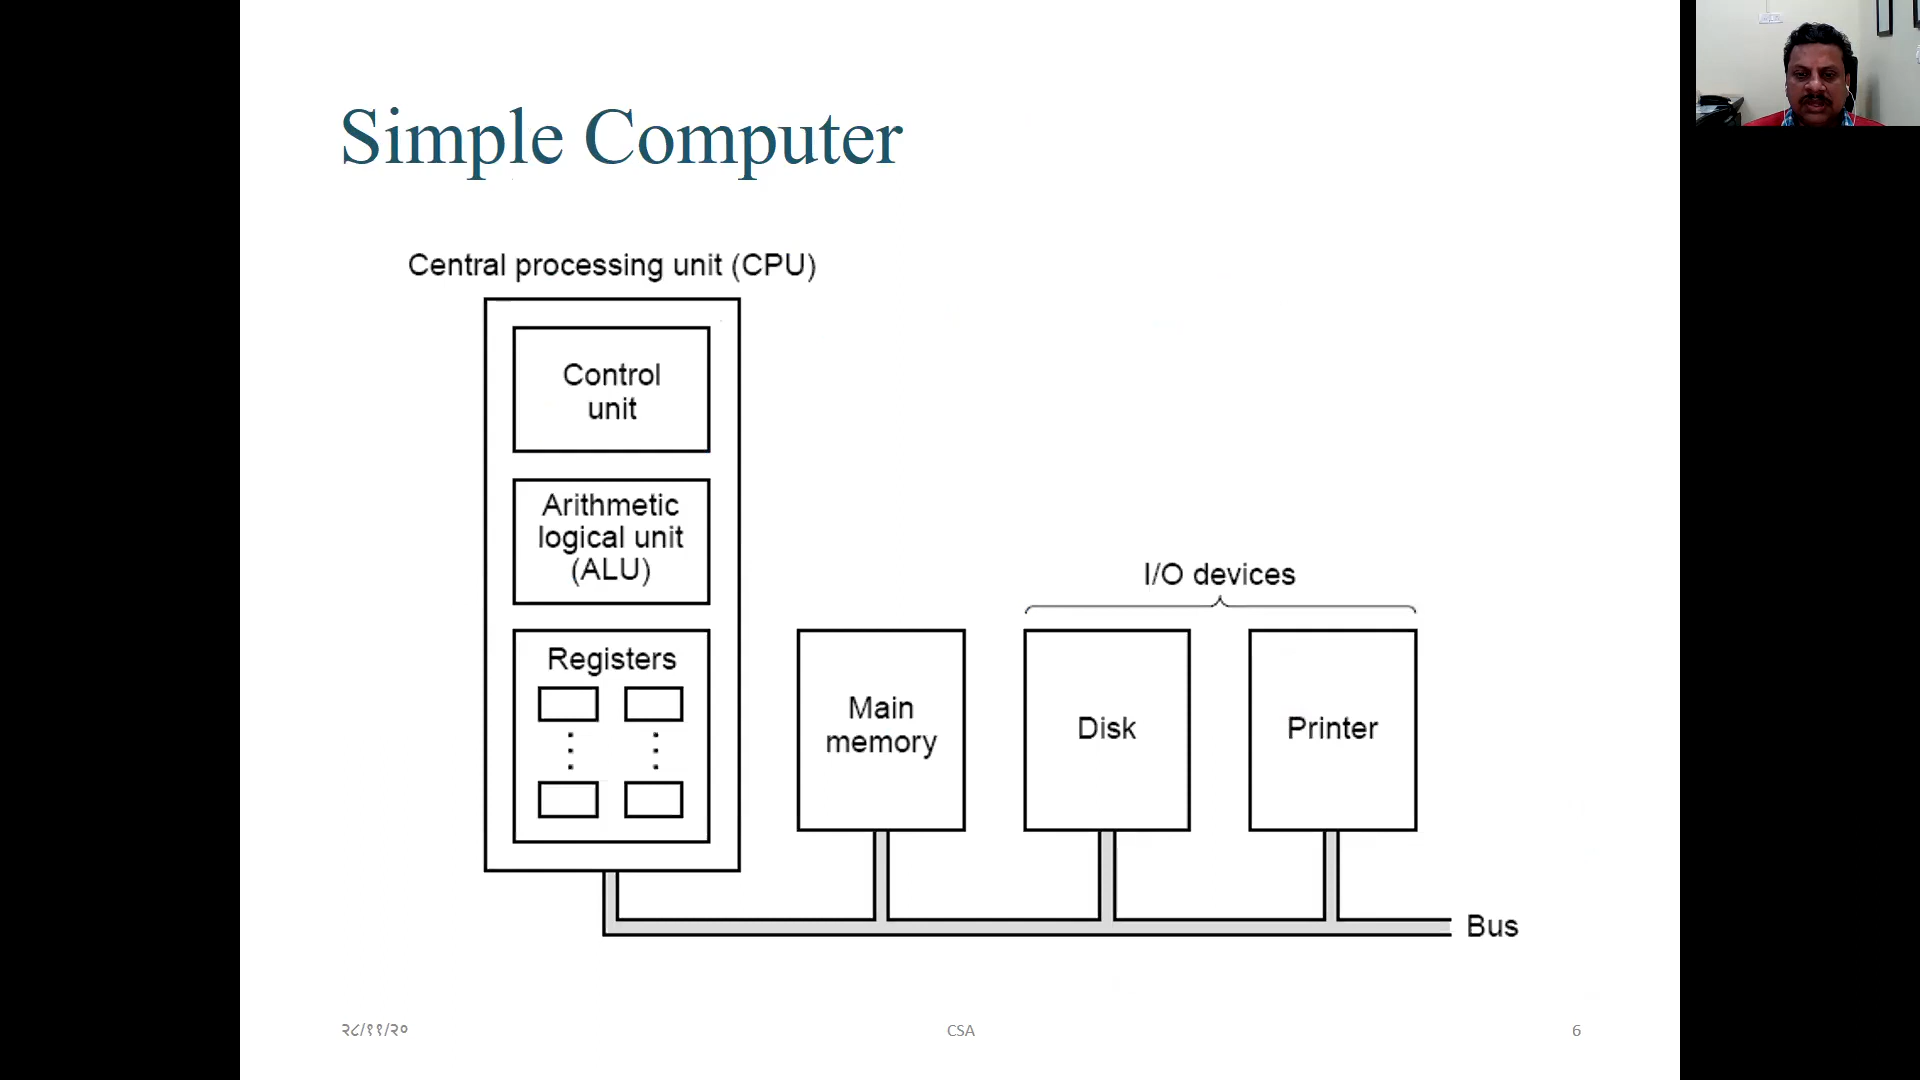 Simple Computer
Central processing unit (CPU)
Control
unit
Arithmetic
logical unit
(ALU)
Registers
I/O devices
Main
memory
Disk
Printer
Bus
२८/११/२०
CSA
6